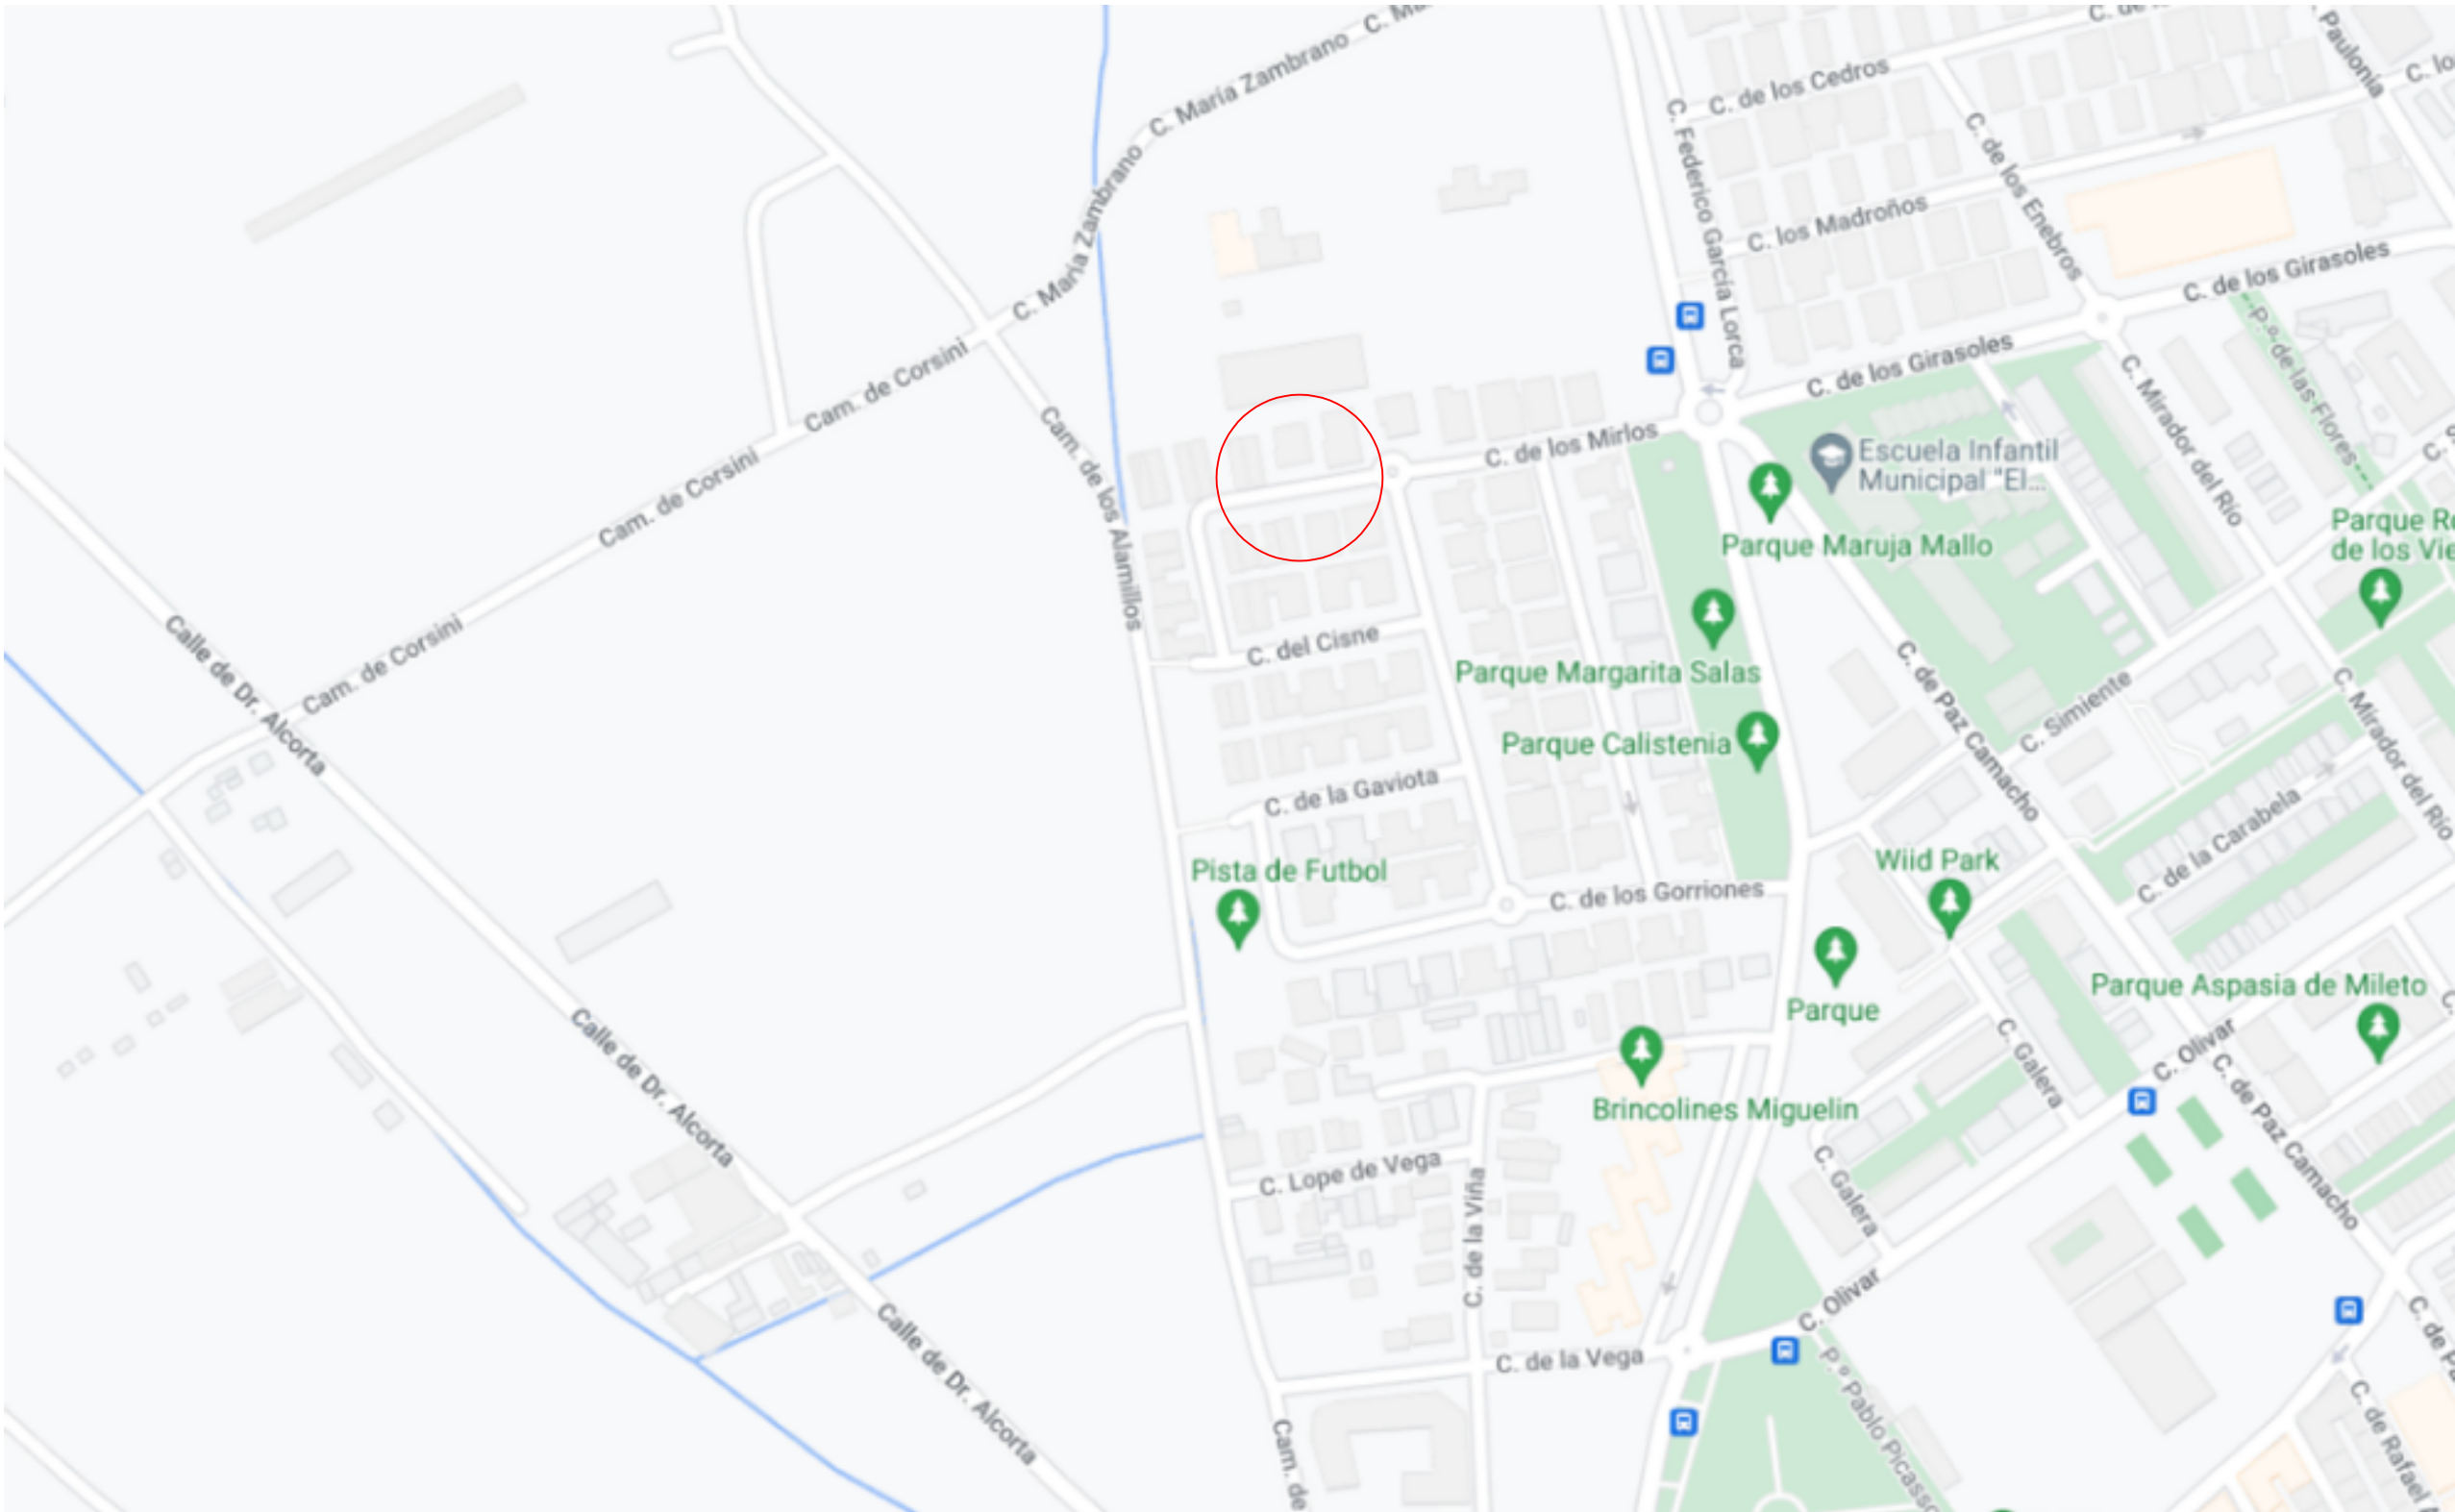 C. María Zambrano
C. María Zambrano
C. María Zambrano
C. de los Cedros
Paulonia
C. Federico García Lorca
C. de los Enebros
C. los Madroños
C. de los Girasoles
P.º de las Flores
C. de los Girasoles
C. Mirador del Río
Cam. de Corsini
Cam. de Corsini
Cam. de Corsini
Cam. de Corsini
Cam. de los Alamillos
C. de los Mirlos
Escuela Infantil
Municipal "El...
Parque Maruja Mallo
Parque
de los
Calle de Dr. Alcorta
C. del Cisne
Parque Margarita Salas
C. de Paz Camacho
C. Simiente
C. Mirador del Río
Parque Calistenia
C. de la Gaviota
C. de la Carabela
Pista de Futbol
Wiid Park
C. de los Gorriones
Parque
Parque Aspasia de Mileto
Calle de Dr. Alcorta
C. Galera
C. Olivar
C. de Paz Camacho
Brincolines Miguelin
C. Lope de Vega
C. de la Viña
C. Galera
C. Olivar
Calle de Dr. Alcorta
C. de la Vega
P.º Pablo Picasso
Cam. de
C. de Rafael